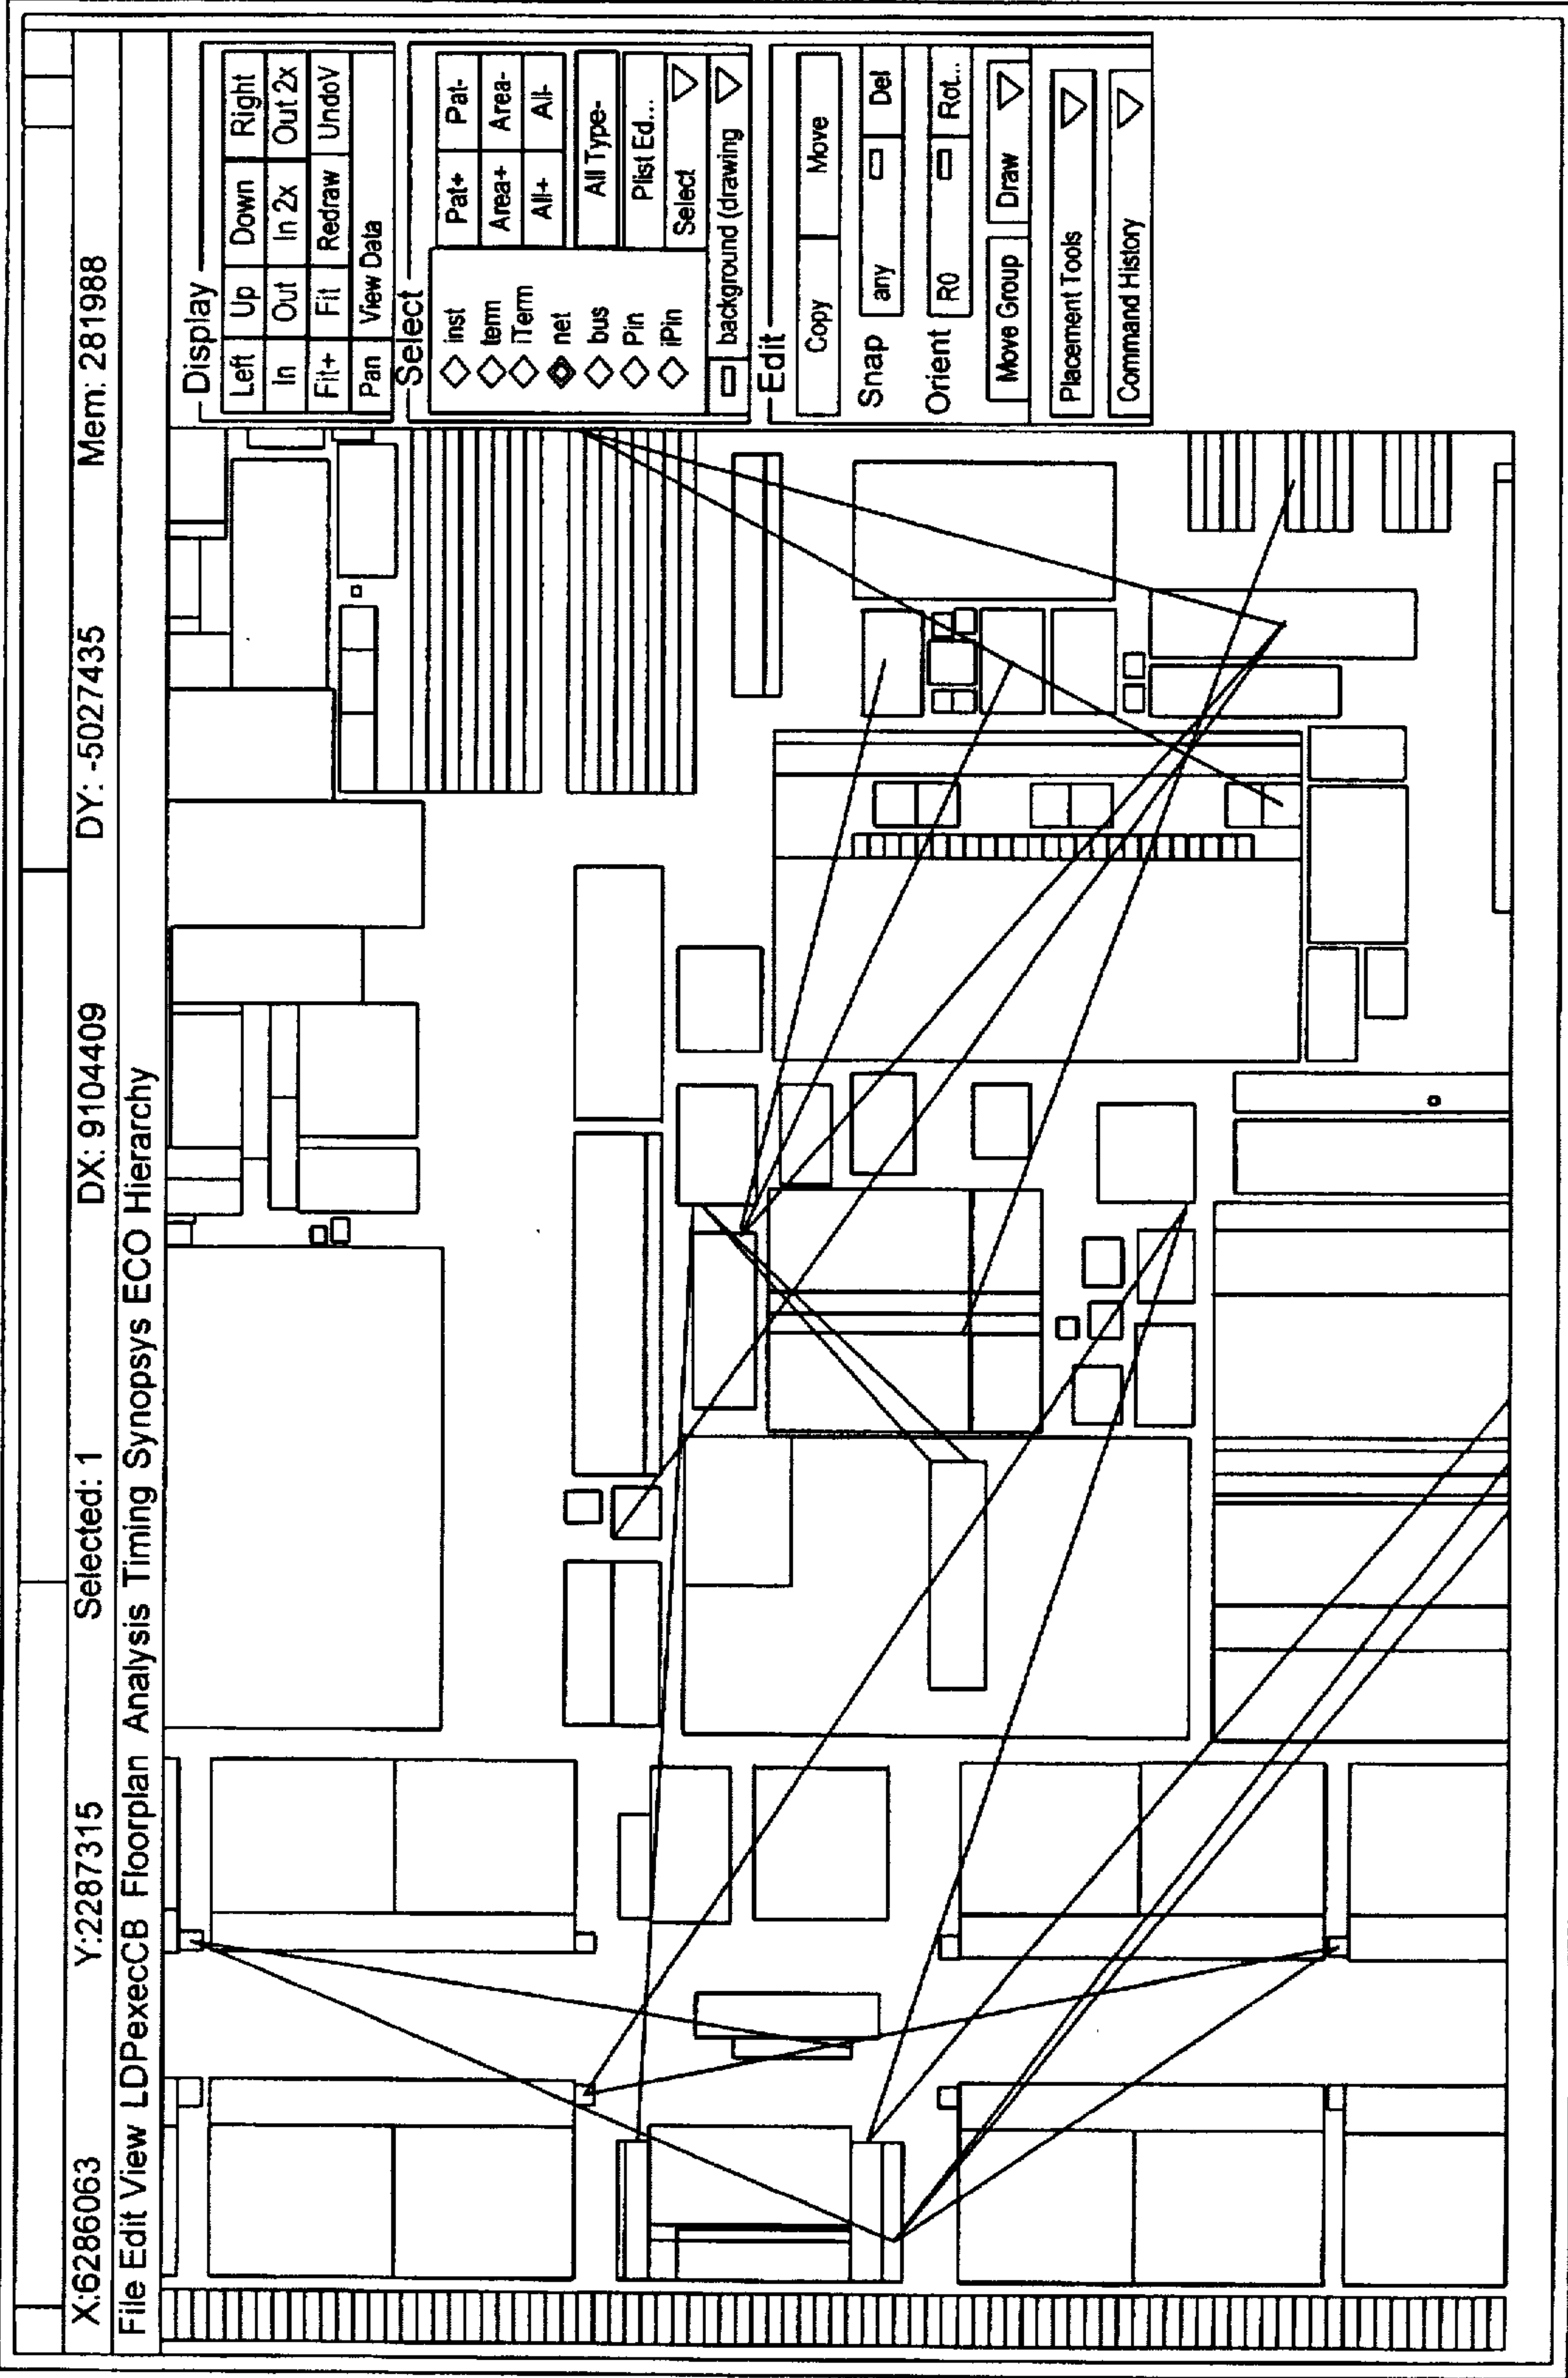 X:6286063 Y:2287315 Selected: 1 DX: 9104409 DY: -5027435 Mem: 281988
File Edit View LDPexecCB Floorplan Analysis Timing Synopsys ECO Hierarchy
Display
Left Up Down Right
In Out In 2x Out 2x
Fit+ Fit Redraw UndoV
Pan View Data
Select
inst
term
iTerm
net
bus
Pin
iPin
Pat+ Pat-
Area+ Area-
All+ All-
All Type-
Plist Ed...
Select
background (drawing
Edit
Copy Move
Snap any Del
Orient R0 Rot...
Move Group Draw
Placement Tools
Command History